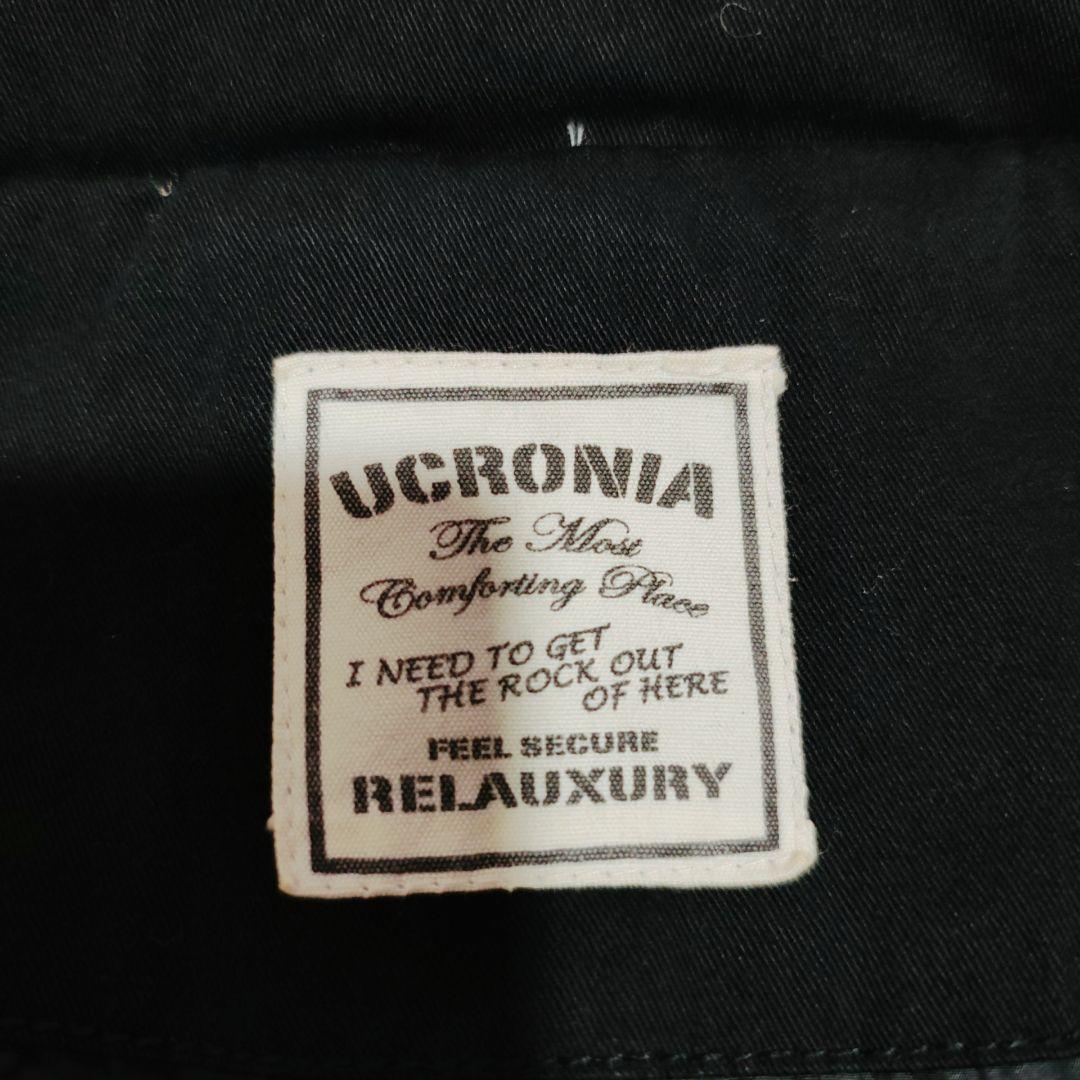 UCRONIA
The Most
Comforting Place
I NEED TO GET
THE ROCK OUT
OF HERE
FEEL SECURE
RELAUXURY